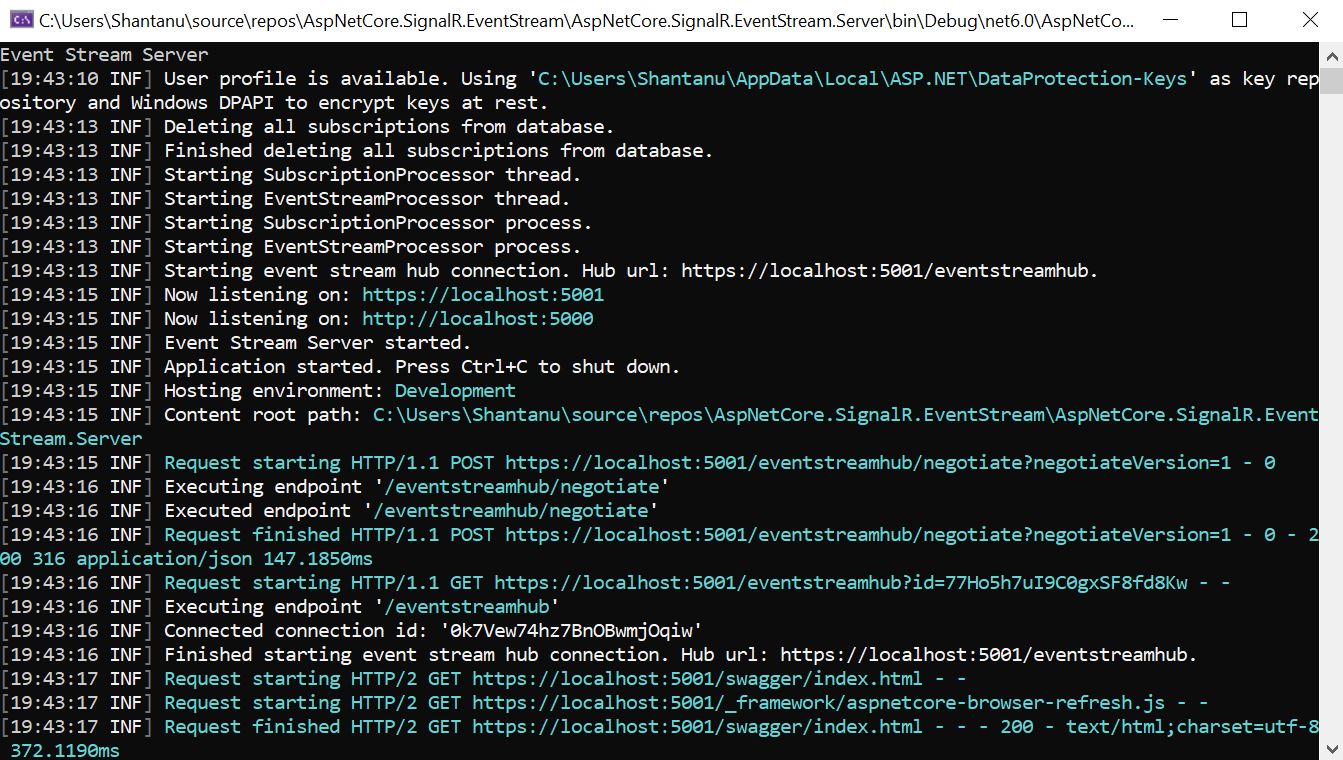 C:\Users\Shantanu\source\repos\AspNetCore.SignalR.EventStream\AspNetCore.SignalR.EventStream.Server\bin\Debug\net6.0\AspNetCo...
Event Stream Server
[19:43:10 INF] User profile is available. Using 'C:\Users\Shantanu\AppData\Local\ASP.NET\DataProtection-Keys' as key rep
ository and Windows DPAPI to encrypt keys at rest.
[19:43:13 INF] Deleting all subscriptions from database.
[19:43:13 INF] Finished deleting all subscriptions from database.
[19:43:13 INF] Starting SubscriptionProcessor thread.
[19:43:13 INF] Starting EventStreamProcessor thread.
[19:43:13 INF] Starting SubscriptionProcessor process.
[19:43:13 INF] Starting EventStreamProcessor process.
[19:43:13 INF] Starting event stream hub connection. Hub url: https://localhost:5001/eventstreamhub.
[19:43:15 INF] Now listening on: https://localhost:5001
[19:43:15 INF] Now listening on: http://localhost:5000
[19:43:15 INF] Event Stream Server started.
[19:43:15 INF] Application started. Press Ctrl+C to shut down.
[19:43:15 INF] Hosting environment: Development
[19:43:15 INF] Content root path: C:\Users\Shantanu\source\repos\AspNetCore.SignalR.EventStream\AspNetCore.SignalR.Event
Stream.Server
[19:43:15 INF] Request starting HTTP/1.1 POST https://localhost:5001/eventstreamhub/negotiate?negotiateVersion=1 - 0
[19:43:16 INF] Executing endpoint '/eventstreamhub/negotiate'
[19:43:16 INF] Executed endpoint '/eventstreamhub/negotiate'
[19:43:16 INF] Request finished HTTP/1.1 POST https://localhost:5001/eventstreamhub/negotiate?negotiateVersion=1 - 0 - 2
00 316 application/json 147.1850ms
[19:43:16 INF] Request starting HTTP/1.1 GET https://localhost:5001/eventstreamhub?id=77Ho5h7uI9C0gxSF8fd8Kw - -
[19:43:16 INF] Executing endpoint '/eventstreamhub'
[19:43:16 INF] Connected connection id: '0k7Vew74hz7BnOBwmjOqiw'
[19:43:16 INF] Finished starting event stream hub connection. Hub url: https://localhost:5001/eventstreamhub.
[19:43:17 INF] Request starting HTTP/2 GET https://localhost:5001/swagger/index.html - -
[19:43:17 INF] Request starting HTTP/2 GET https://localhost:5001/_framework/aspnetcore-browser-refresh.js - -
[19:43:17 INF] Request finished HTTP/2 GET https://localhost:5001/swagger/index.html - - - 200 - text/html;charset=utf-8
 372.1190ms